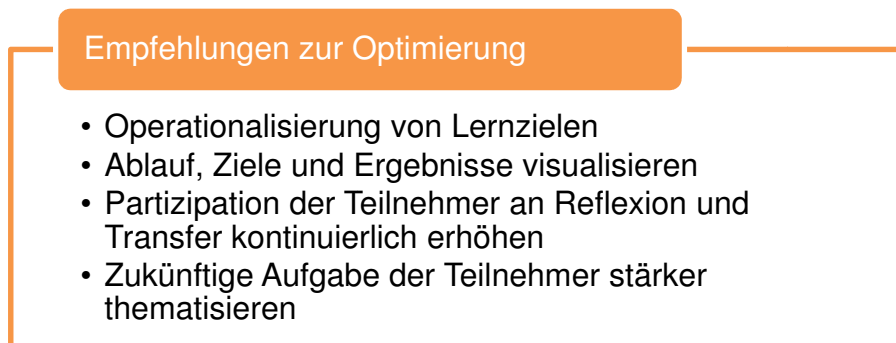 Empfehlungen zur Optimierung
• Operationalisierung von Lernzielen
• Ablauf, Ziele und Ergebnisse visualisieren
• Partizipation der Teilnehmer an Reflexion und
Transfer kontinuierlich erhöhen
• Zukünftige Aufgabe der Teilnehmer stärker
thematisieren